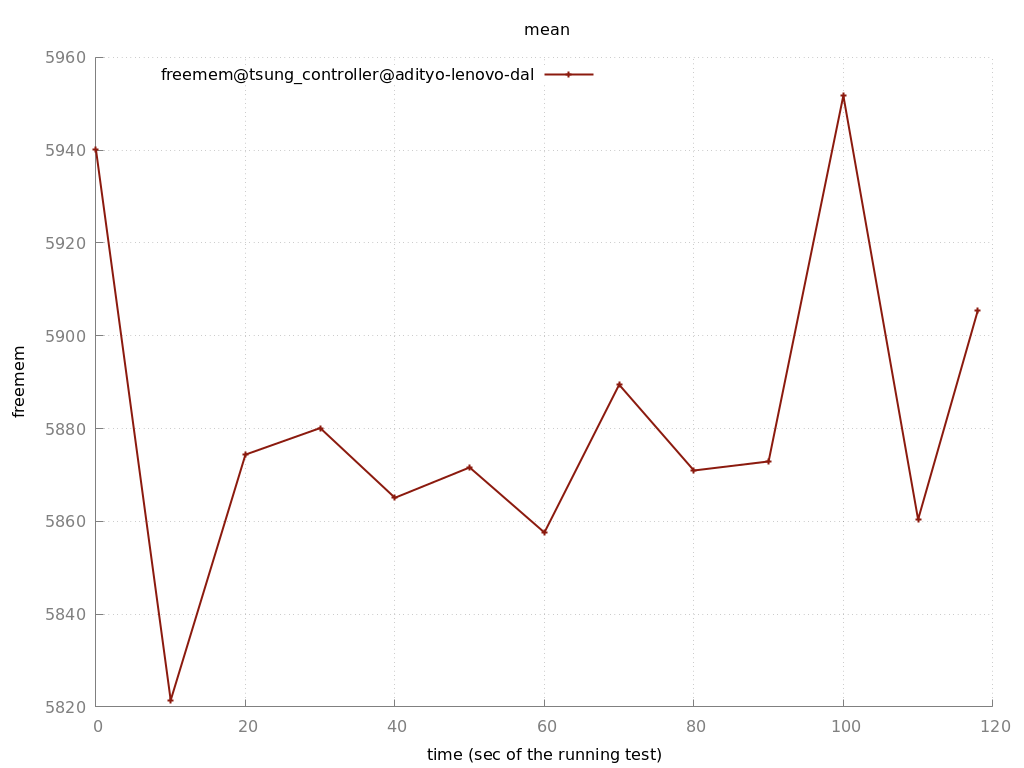 mean
freemem@tsung_controller@adityo-lenovo-dal
5960
5940
5920
5900
5880
5860
5840
5820
freemem
0 20 40 60 80 100 120
time (sec of the running test)